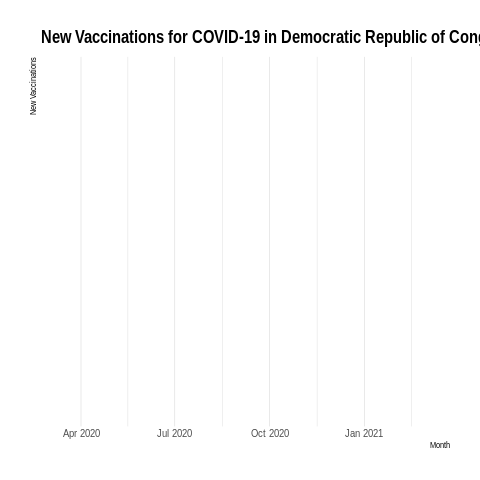 New Vaccinations for COVID-19 in Democratic Republic of Cong
New Vaccinations
Apr 2020
Jul 2020
Oct 2020
Jan 2021
Month